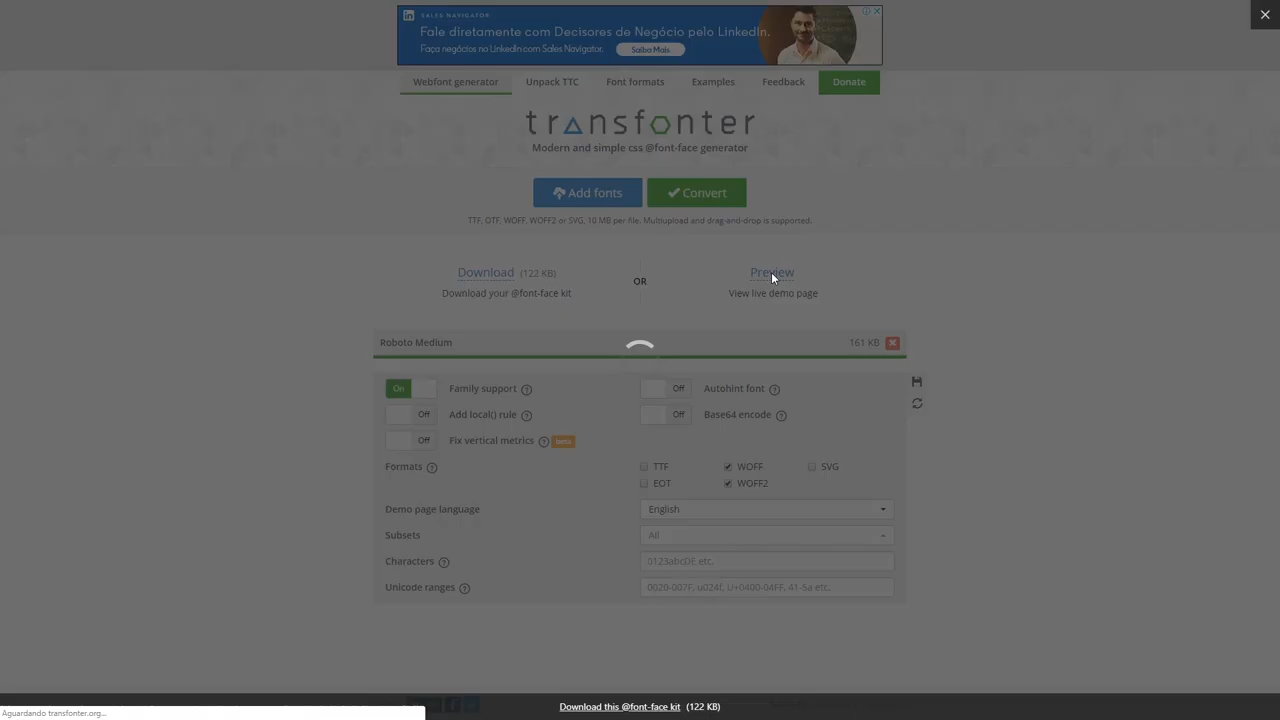 SALES NAVIGATOR
Fale diretamente com Decisores de Negócio pelo LinkedIn.
Faça negócios no LinkedIn com Sales Navigator. Saiba Mais
Webfont generator Unpack TTC Font formats Examples Feedback Donate
transfonter
Modern and simple css @font-face generator
Add fonts Convert
TTF, OTF, WOFF, WOFF2 or SVG, 10 MB per file. Multiupload and drag-and-drop is supported.
Download (122 KB) OR Preview
Download your @font-face kit View live demo page
Roboto Medium 161 KB
On Family support Off Autohint font
Off Add local() rule Off Base64 encode
Off Fix vertical metrics beta
Formats TTF WOFF SVG
EOT WOFF2
Demo page language English
Subsets All
Characters 0123abcDE etc.
Unicode ranges 0020-007F, u024f, U+0400-04FF, 41-5a etc.
Download this @font-face kit (122 KB)
Aguardando transfonter.org...